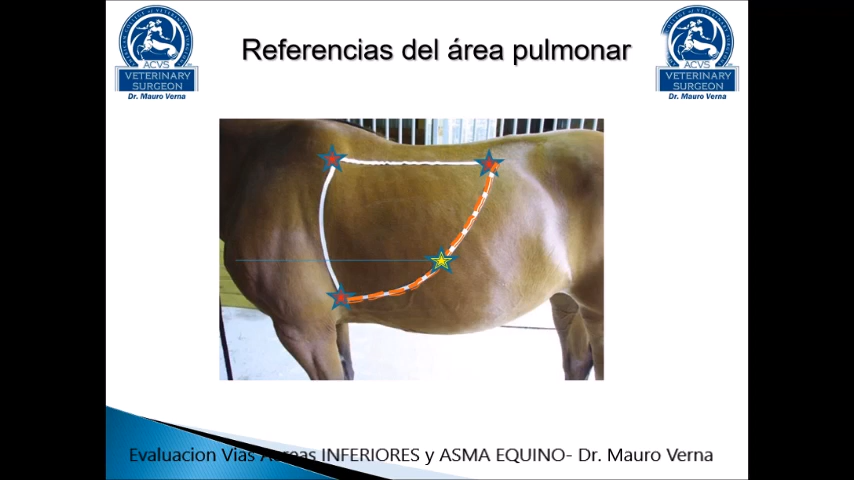 Referencias del área pulmonar
ACVS
VETERINARY
SURGEON
Dr. Mauro Verna
ACVS
VETERINARY
SURGEON
Dr. Mauro Verna
Evaluacion Vias Aereas INFERIORES y ASMA EQUINO- Dr. Mauro Verna